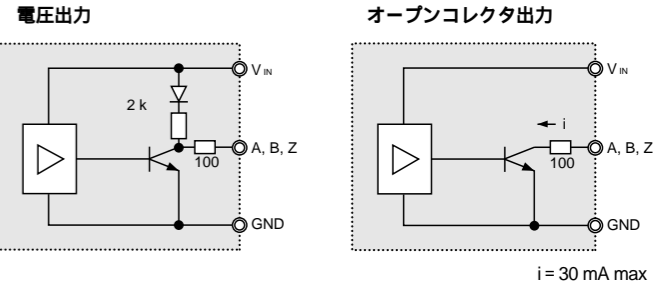 電圧出力
オープンコレクタ出力
V IN
2 k
A, B, Z
100
GND
V IN
i
A, B, Z
100
GND
i = 30 mA max